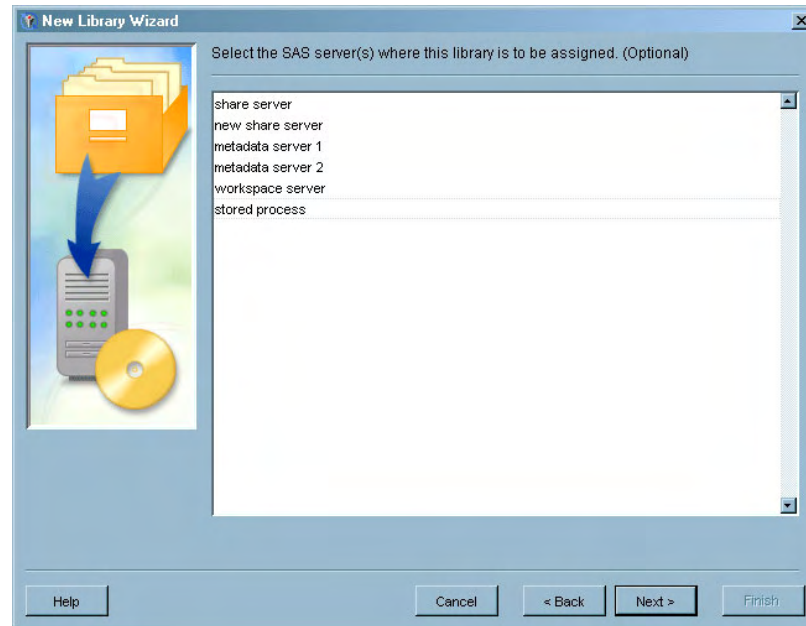 New Library Wizard
Select the SAS server(s) where this library is to be assigned. (Optional)
share server
new share server
metadata server 1
metadata server 2
workspace server
stored process
Help
Cancel
< Back
Next >
Finish